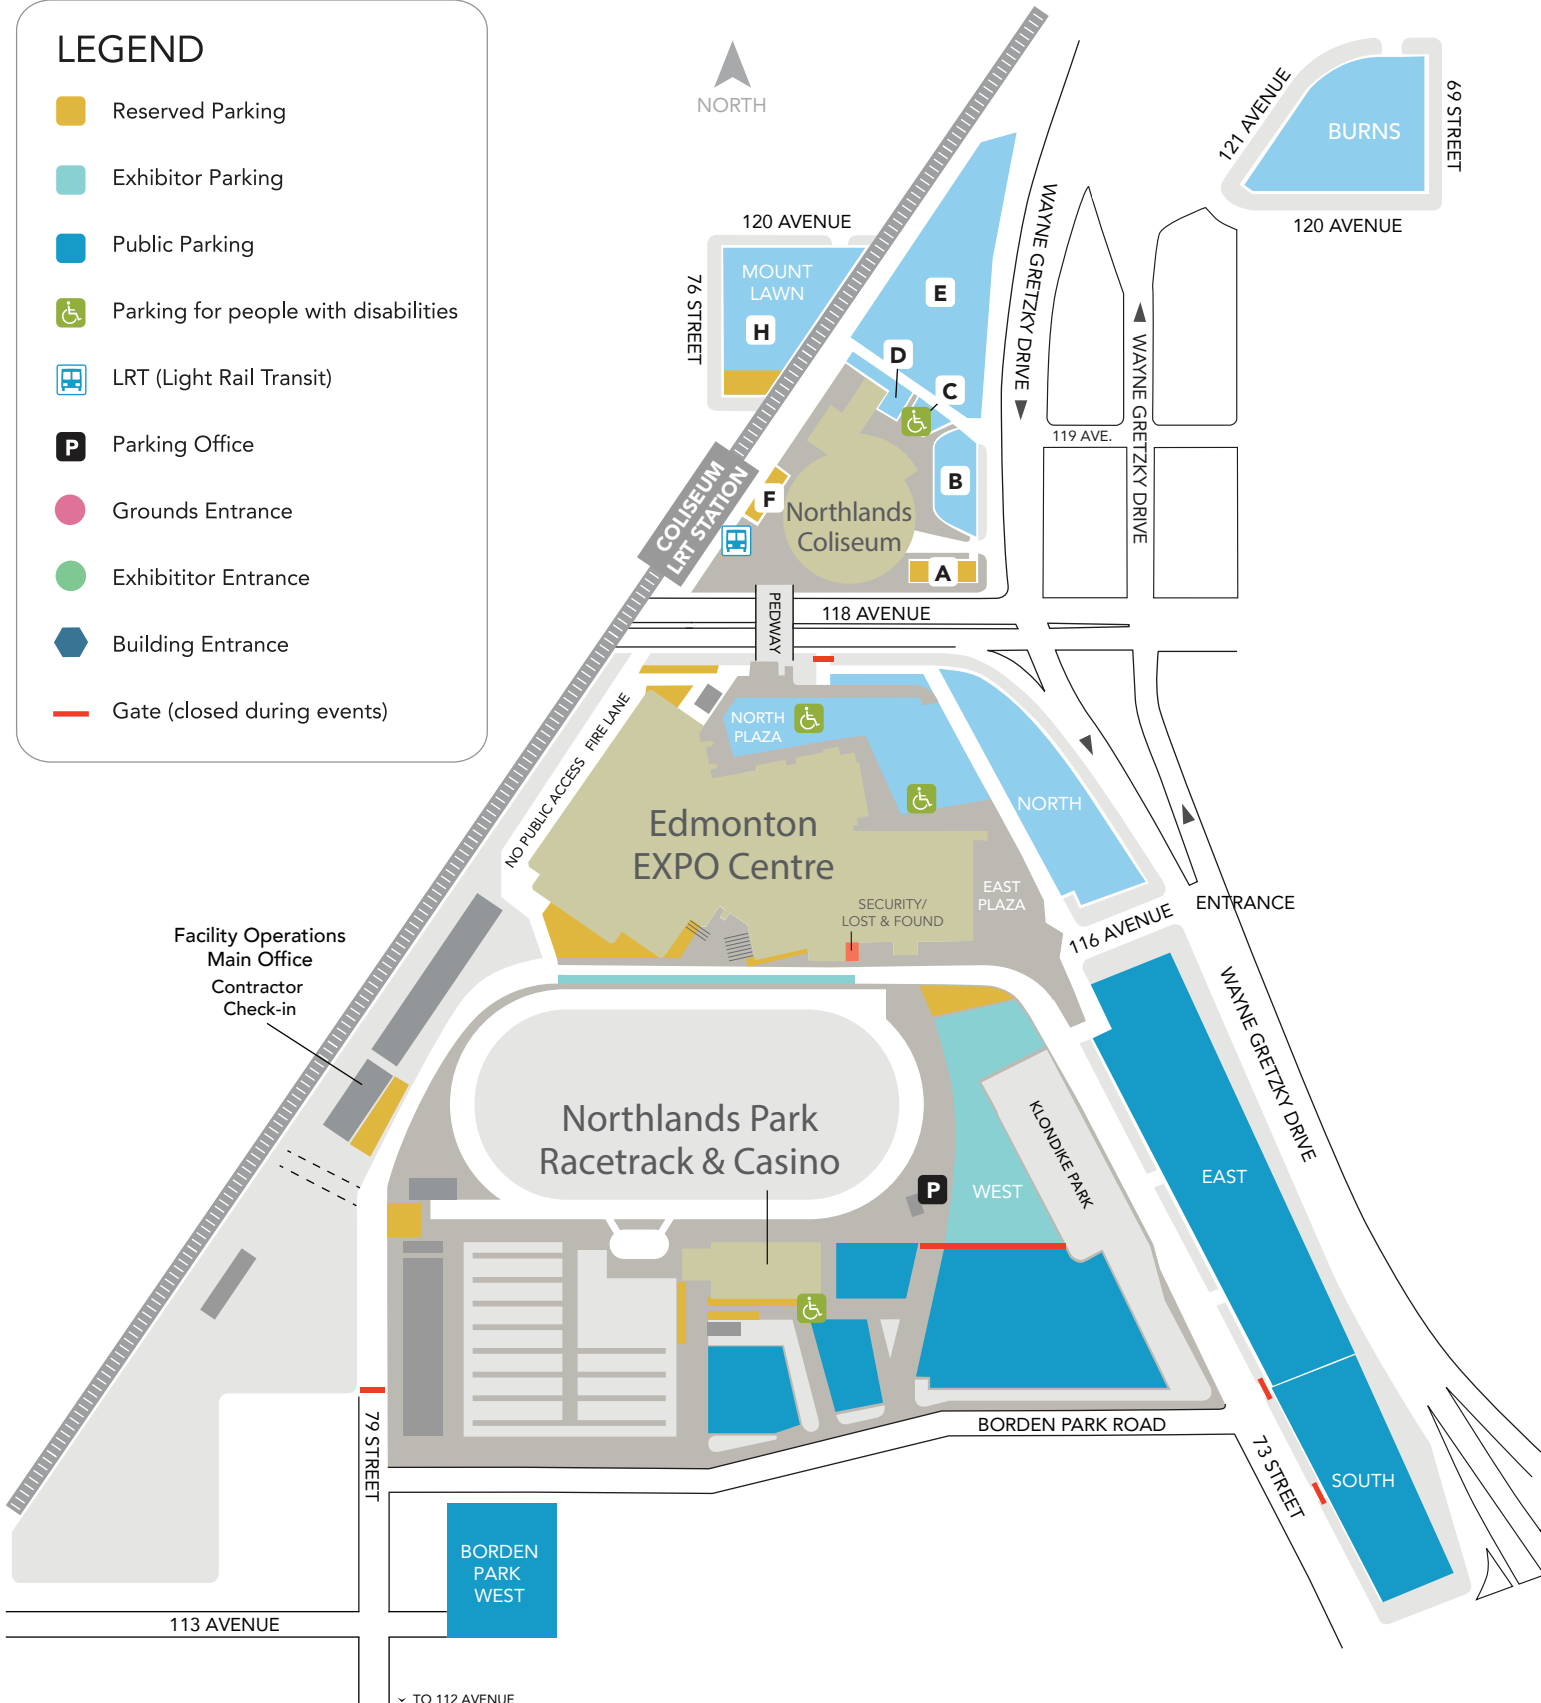 LEGEND
Reserved Parking
Exhibitor Parking
Public Parking
Parking for people with disabilities
LRT (Light Rail Transit)
P
Parking Office
Grounds Entrance
Exhibititor Entrance
Building Entrance
Gate (closed during events)
NORTH
121 AVENUE
BURNS
69 STREET
120 AVENUE
120 AVENUE
76 STREET
MOUNT
LAWN
H
E
D
C
B
F
A
WAYNE GRETZKY DRIVE
WAYNE GRETZKY DRIVE
119 AVE.
COLISEUM
LRT STATION
Northlands
Coliseum
PEDWAY
118 AVENUE
NO PUBLIC ACCESS
FIRE LANE
NORTH
PLAZA
NORTH
Edmonton
EXPO Centre
EAST
PLAZA
SECURITY/
LOST & FOUND
116 AVENUE
ENTRANCE
WAYNE GRETZKY DRIVE
Facility Operations
Main Office
Contractor
Check-in
Northlands Park
Racetrack & Casino
KLONDIKE PARK
P
WEST
EAST
BORDEN PARK ROAD
79 STREET
73 STREET
SOUTH
BORDEN
PARK
WEST
113 AVENUE
TO 112 AVENUE